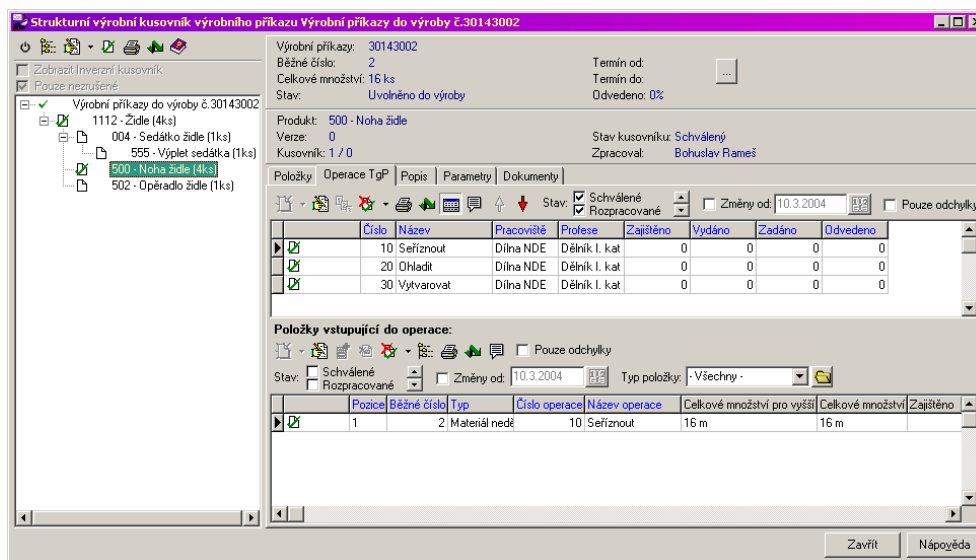 Strukturní výrobní kusovník výrobního příkazu Výrobní příkazy do výroby č.30143002
Zobrazit Inverzní kusovník
Pouze nezrušené
Výrobní příkazy do výroby č.30143002
1112 - Židle (4ks)
004 - Sedátko židle (1ks)
555 - Výplet sedátka (1ks)
500 - Noha židle (4ks)
502 - Opěradlo židle (1ks)
Výrobní příkazy: 30143002
Běžné číslo: 2 Termín od:
Celkové množství: 16 ks Termín do: ...
Stav: Uvolněno do výroby Odvedeno: 0%
Produkt: 500 - Noha židle
Verze: 0 Stav kusovníku: Schválený
Kusovník: 1 / 0 Zpracoval: Bohuslav Rameš
Položky Operace TgP Popis Parametry Dokumenty
Stav: Schválené Rozpracované Změny od: 10.3.2004 Pouze odchylky
Číslo Název Pracoviště Profese Zajištěno Vydáno Zadáno Odvedeno
10 Seříznout Dílna NDE Dělník I. kat 0 0 0 0
20 Ohladit Dílna NDE Dělník I. kat 0 0 0 0
30 Vytvarovat Dílna NDE Dělník I. kat 0 0 0 0
Položky vstupující do operace:
Pouze odchylky
Stav: Schválené Rozpracované Změny od: 10.3.2004 Typ položky: - Všechny -
Pozice Běžné číslo Typ Číslo operace Název operace Celkové množství pro vyšší Celkové množství Zajištěno
1 2 Materiál nedě 10 Seříznout 16 m 16 m
Zavřít Nápověda